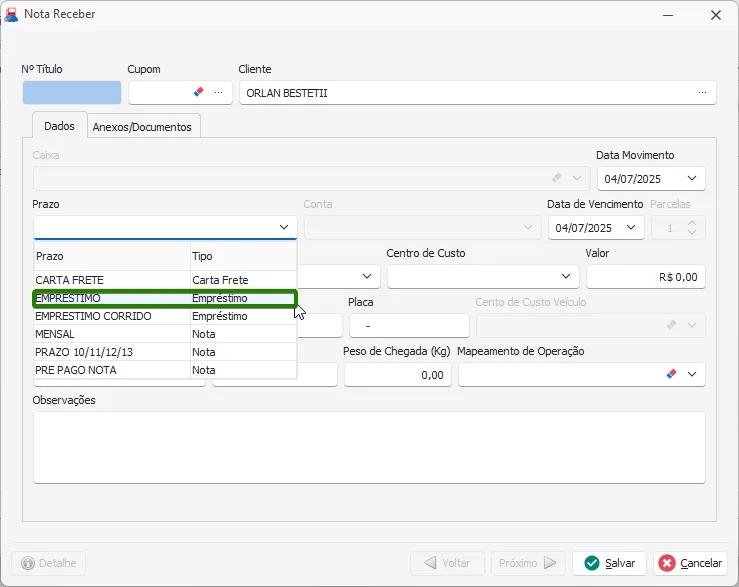 Nota Receber
Nº Título
Cupom
Cliente
...
ORLAN BESTETII
...
Dados
Anexos/Documentos
Caixa
Data Movimento
04/07/2025
Prazo
Conta
Data de Vencimento
Parcelas
04/07/2025
1
Prazo
Tipo
Centro de Custo
Valor
R$ 0,00
CARTA FRETE
Carta Frete
EMPRESTIMO
Empréstimo
Placa
Centro de Custo Veículo
EMPRESTIMO CORRIDO
Empréstimo
-
MENSAL
Nota
PRAZO 10/11/12/13
Nota
Peso de Chegada (Kg)
Mapeamento de Operação
PRE PAGO NOTA
Nota
0,00
Observações
Detalhe
Voltar
Próximo
Salvar
Cancelar